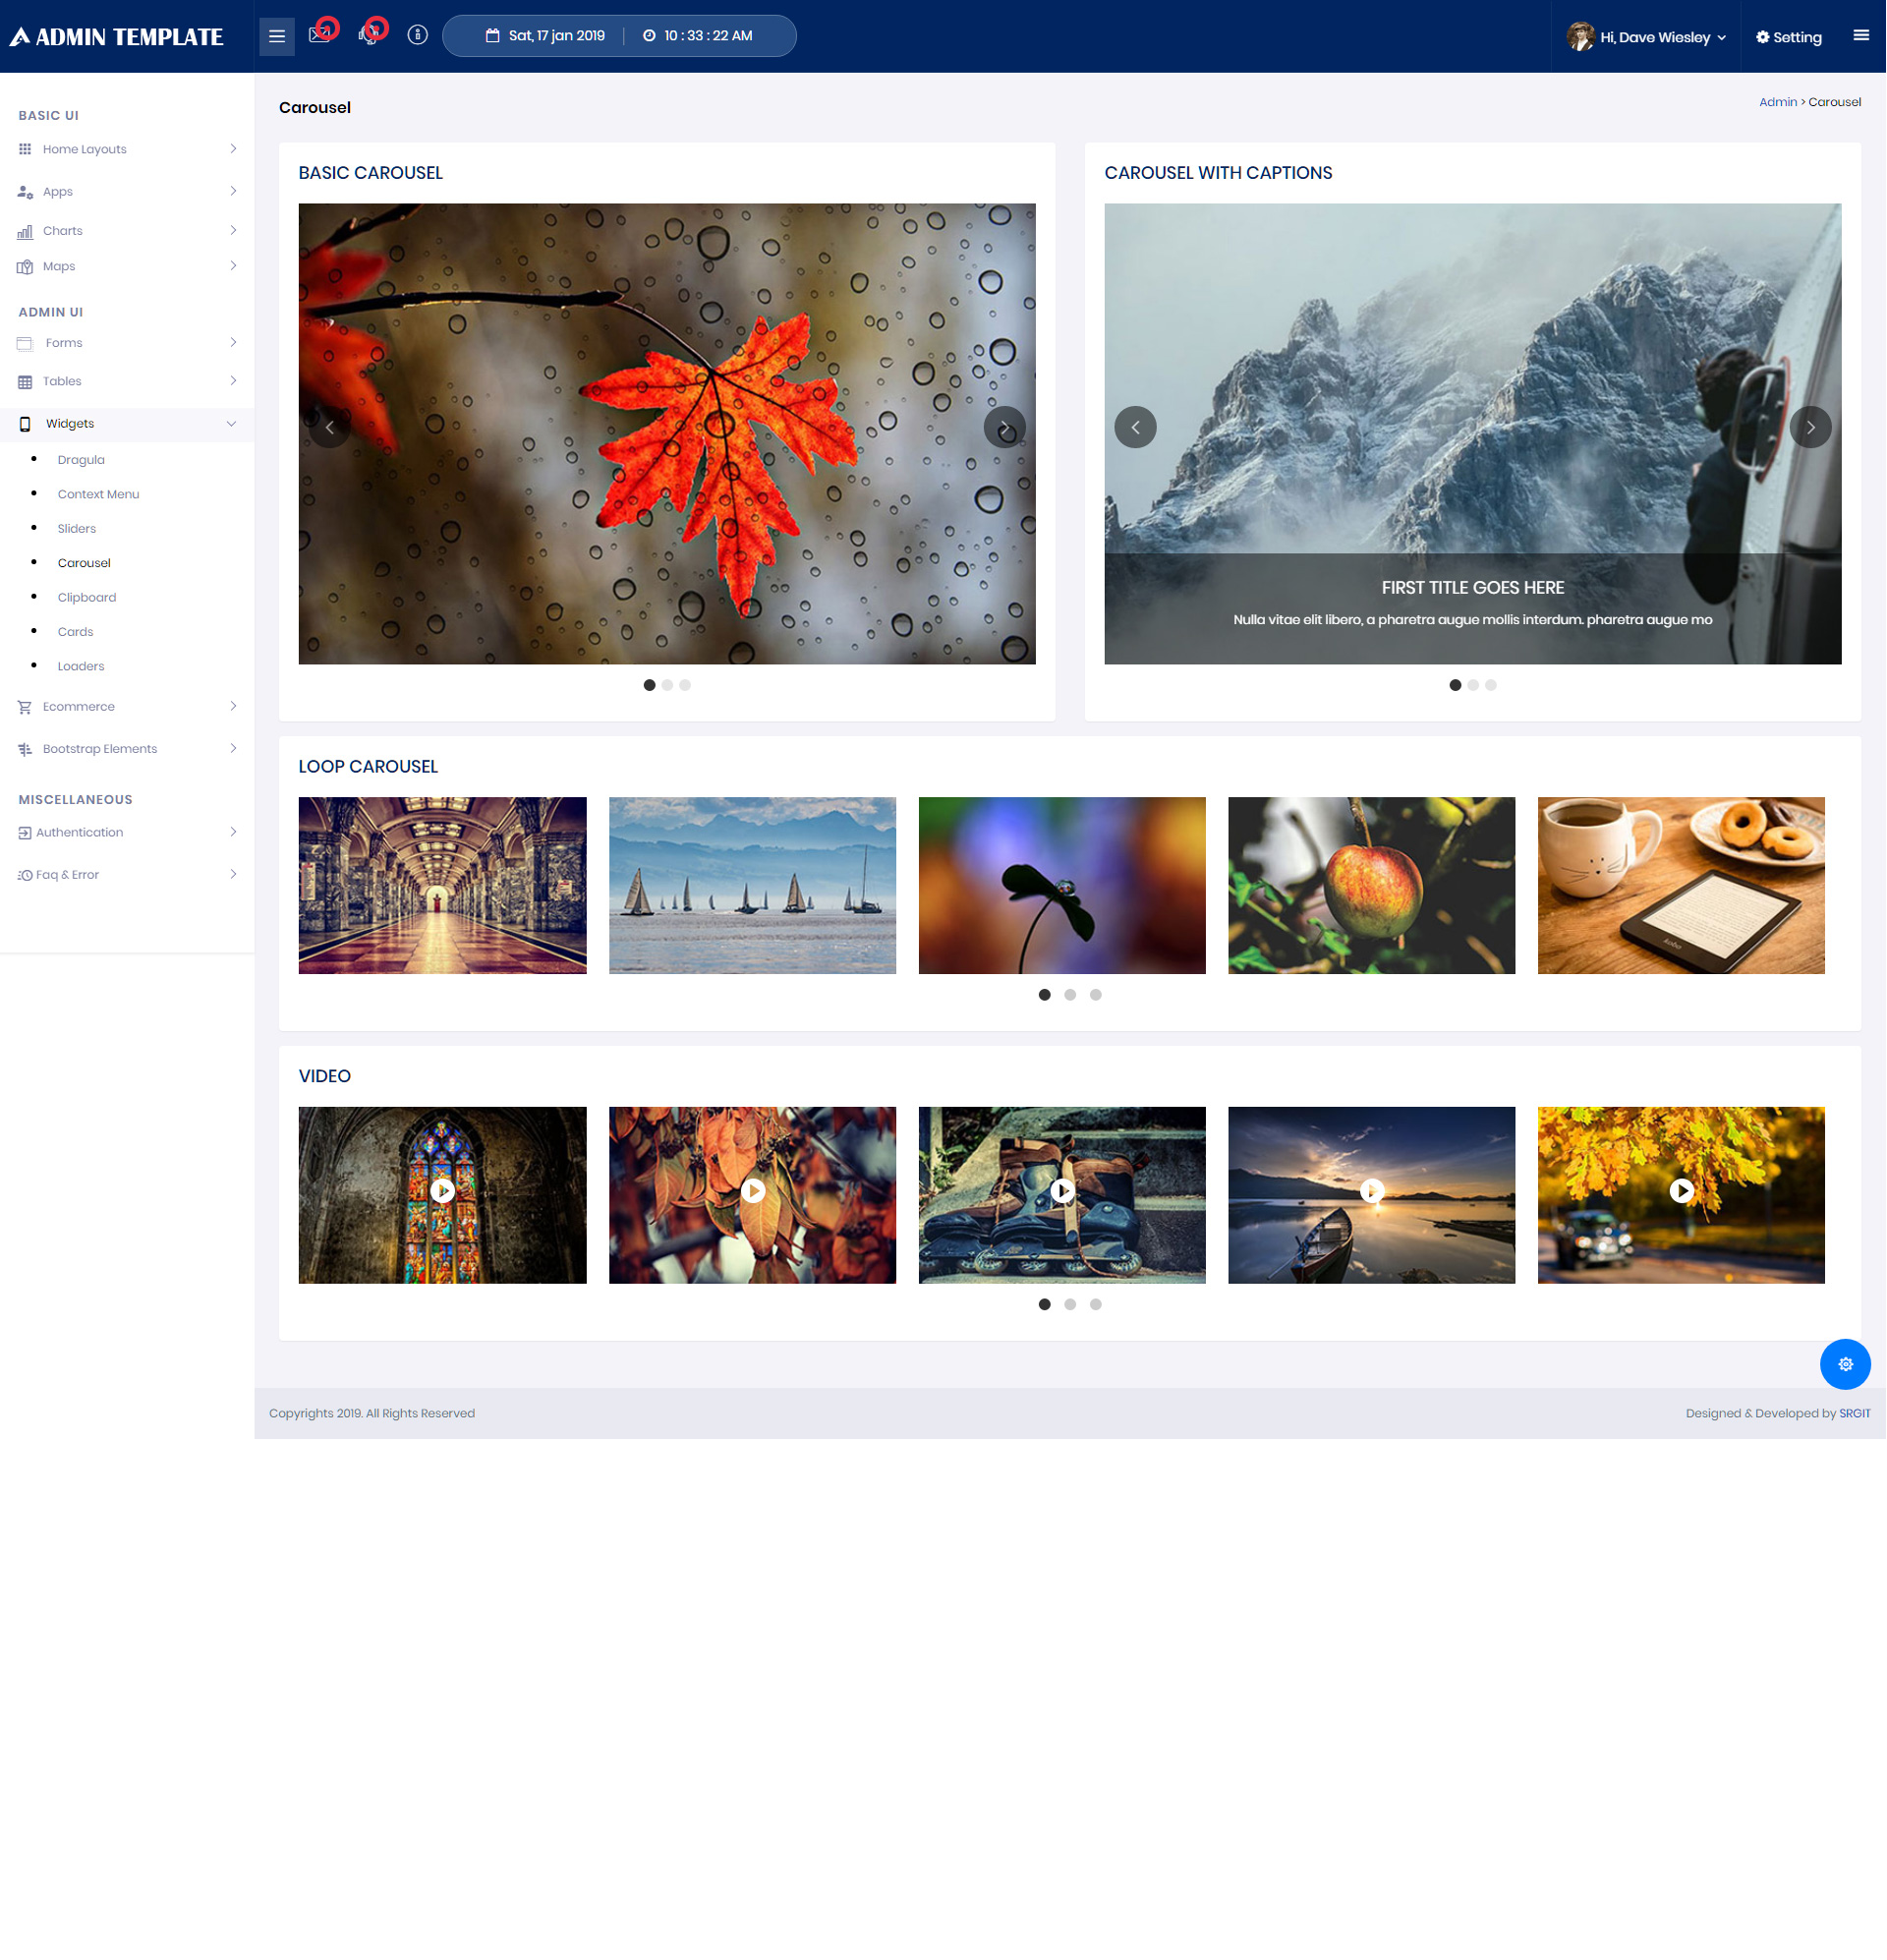 ADMIN TEMPLATE
Sat, 17 jan 2019
10 : 33 : 22 AM
Hi, Dave Wiesley
Setting
BASIC UI
Home Layouts
Apps
Charts
Maps
ADMIN UI
Forms
Tables
Widgets
Dragula
Context Menu
Sliders
Carousel
Clipboard
Cards
Loaders
Ecommerce
Bootstrap Elements
MISCELLANEOUS
Authentication
Faq & Error
Carousel
Admin > Carousel
BASIC CAROUSEL
CAROUSEL WITH CAPTIONS
FIRST TITLE GOES HERE
Nulla vitae elit libero, a pharetra augue mollis interdum. pharetra augue mo
LOOP CAROUSEL
kobo
VIDEO
Copyrights 2019. All Rights Reserved
Designed & Developed by SRGIT